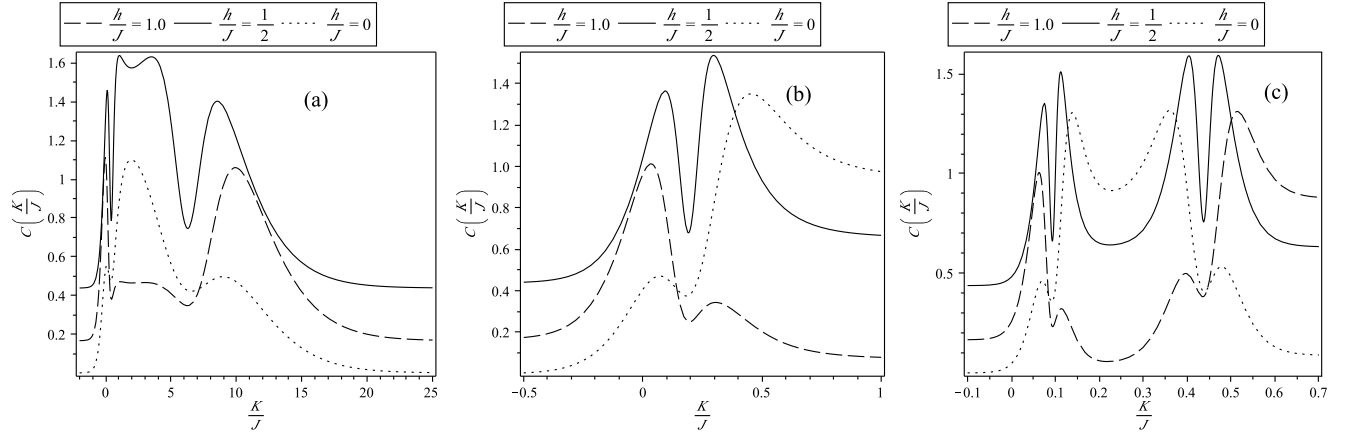 h/J = 1.0 h/J = 1/2 h/J = 0
(a)
C(K/J)
1.6
1.4
1.2
1
0.8
0.6
0.4
0.2
0 5 10 15 20 25
K/J
h/J = 1.0 h/J = 1/2 h/J = 0
(b)
C(K/J)
1.4
1.2
1.0
0.8
0.6
0.4
0.2
−0.5 0 0.5 1
K/J
h/J = 1.0 h/J = 1/2 h/J = 0
(c)
C(K/J)
1.5
1
0.5
−0.1 0 0.1 0.2 0.3 0.4 0.5 0.6 0.7
K/J